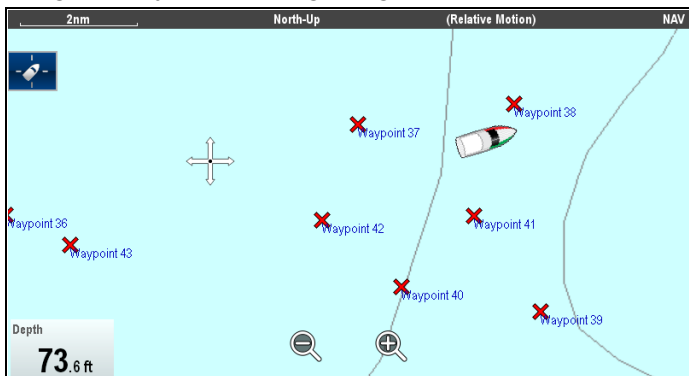 2nm North-Up (Relative Motion) NAV
Waypoint 38
Waypoint 37
Waypoint 36
Waypoint 42
Waypoint 41
Waypoint 43
Waypoint 40
Waypoint 39
Depth
73.6 ft